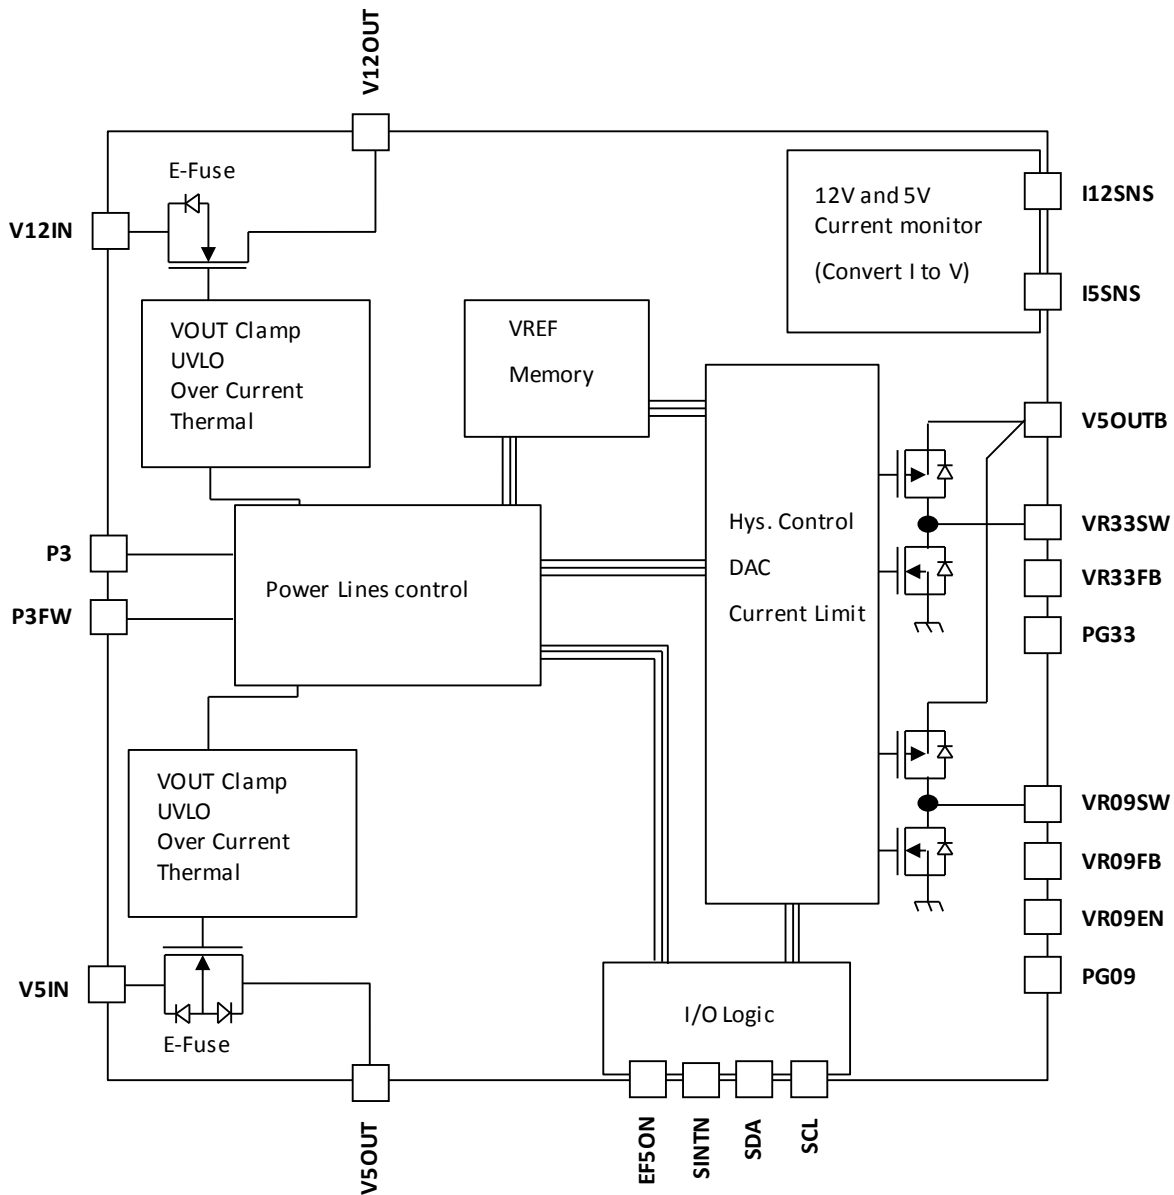 V12OUT
E-Fuse
V12IN
12V and 5V
Current monitor
(Convert I to V)
I12SNS
I5SNS
VOUT Clamp
UVLO
Over Current
Thermal
VREF
Memory
V5OUTB
Hys. Control
DAC
Current Limit
VR33SW
VR33FB
PG33
P3
P3FW
Power Lines control
VOUT Clamp
UVLO
Over Current
Thermal
VR09SW
VR09FB
VR09EN
PG09
V5IN
E-Fuse
I/O Logic
V5OUT
EF5ON
SINTN
SDA
SCL